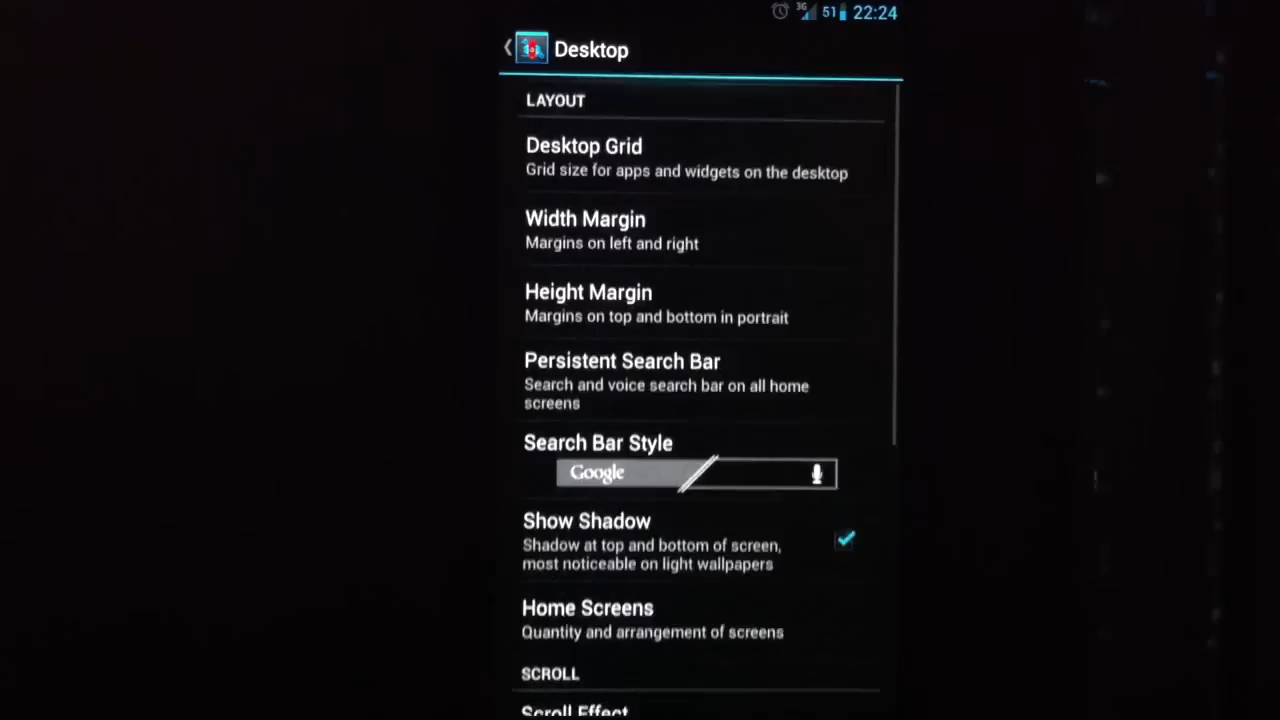 3G 51 22:24
Desktop
LAYOUT
Desktop Grid
Grid size for apps and widgets on the desktop
Width Margin
Margins on left and right
Height Margin
Margins on top and bottom in portrait
Persistent Search Bar
Search and voice search bar on all home
screens
Search Bar Style
Google
Show Shadow
Shadow at top and bottom of screen,
most noticeable on light wallpapers
Home Screens
Quantity and arrangement of screens
SCROLL
Scroll Effect